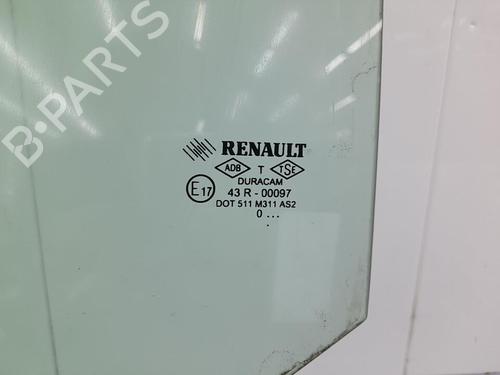 B-PARTS
RENAULT
ADB T TSE
DURACAM
E17 43 R - 00097
DOT 511 M311 AS2
0 ...
.